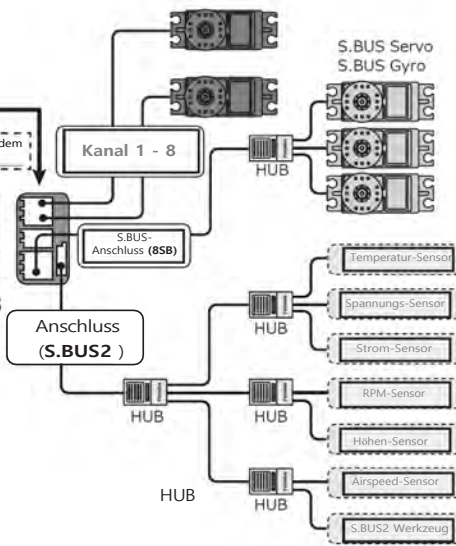 S.BUS Servo
S.BUS Gyro
dem
Kanal 1 - 8
HUB
S.BUS-
Anschluss (8SB)
Anschluss
(S.BUS2 )
Temperatur-Sensor
Spannungs-Sensor
HUB
Strom-Sensor
RPM-Sensor
HUB
HUB
Höhen-Sensor
Airspeed-Sensor
HUB
HUB
S.BUS2 Werkzeug